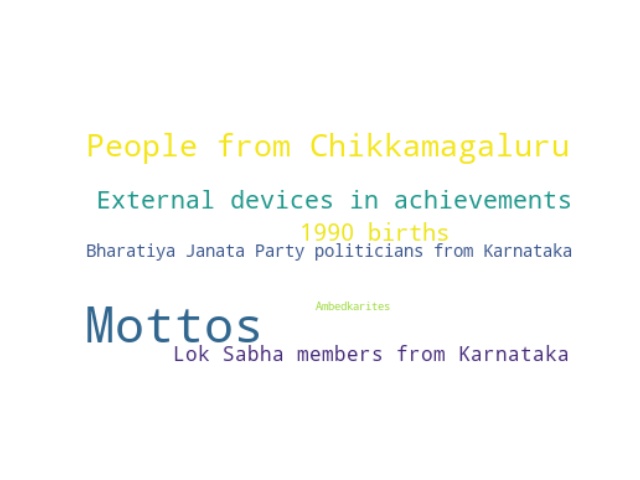 People from Chikkamagaluru
External devices in achievements
1990 births
Bharatiya Janata Party politicians from Karnataka
Ambedkarites
Mottos
Lok Sabha members from Karnataka